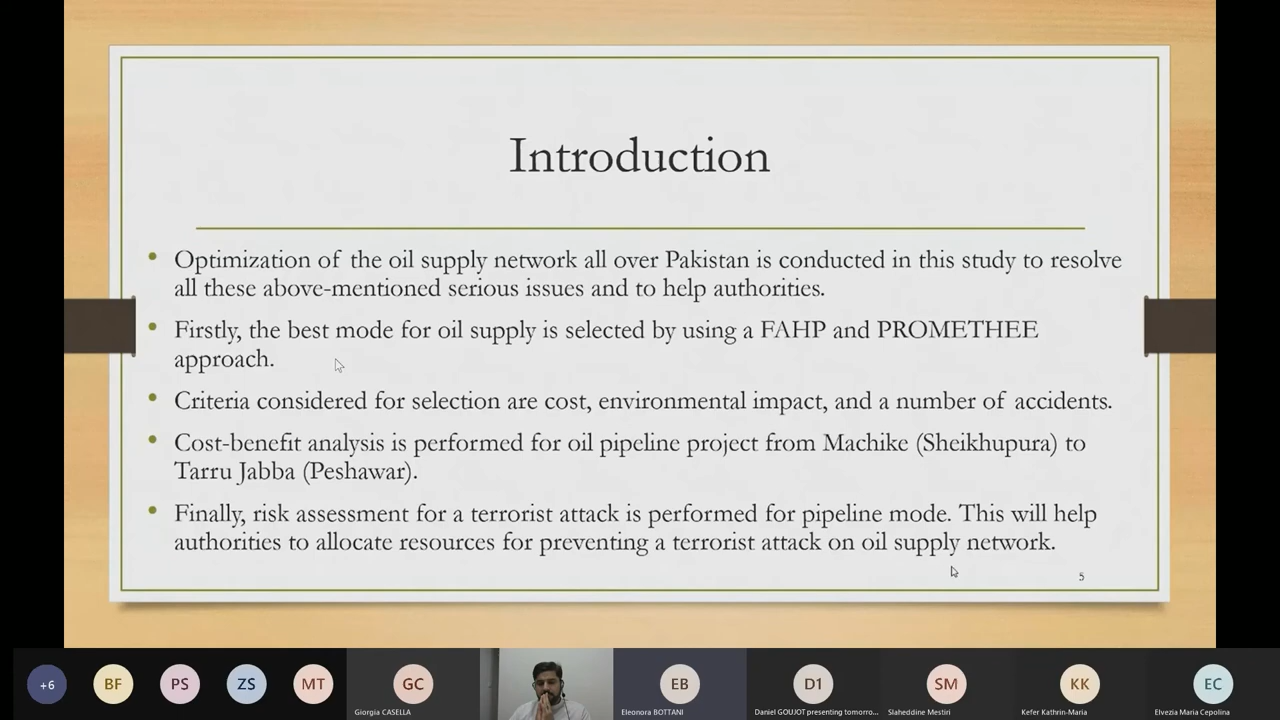 Introduction
Optimization of the oil supply network all over Pakistan is conducted in this study to resolve
all these above-mentioned serious issues and to help authorities.
Firstly, the best mode for oil supply is selected by using a FAHP and PROMETHEE
approach.
Criteria considered for selection are cost, environmental impact, and a number of accidents.
Cost-benefit analysis is performed for oil pipeline project from Machike (Sheikhupura) to
Tarru Jabba (Peshawar).
Finally, risk assessment for a terrorist attack is performed for pipeline mode. This will help
authorities to allocate resources for preventing a terrorist attack on oil supply network.
5
+6 BF PS ZS MT GC EB D1 SM KK EC
Giorgia CASELLA Eleonora BOTTANI Daniel GOUJOT presenting tomorro... Slaheddine Mestiri Kefer Kathrin-Maria Elvezia Maria Cepolina